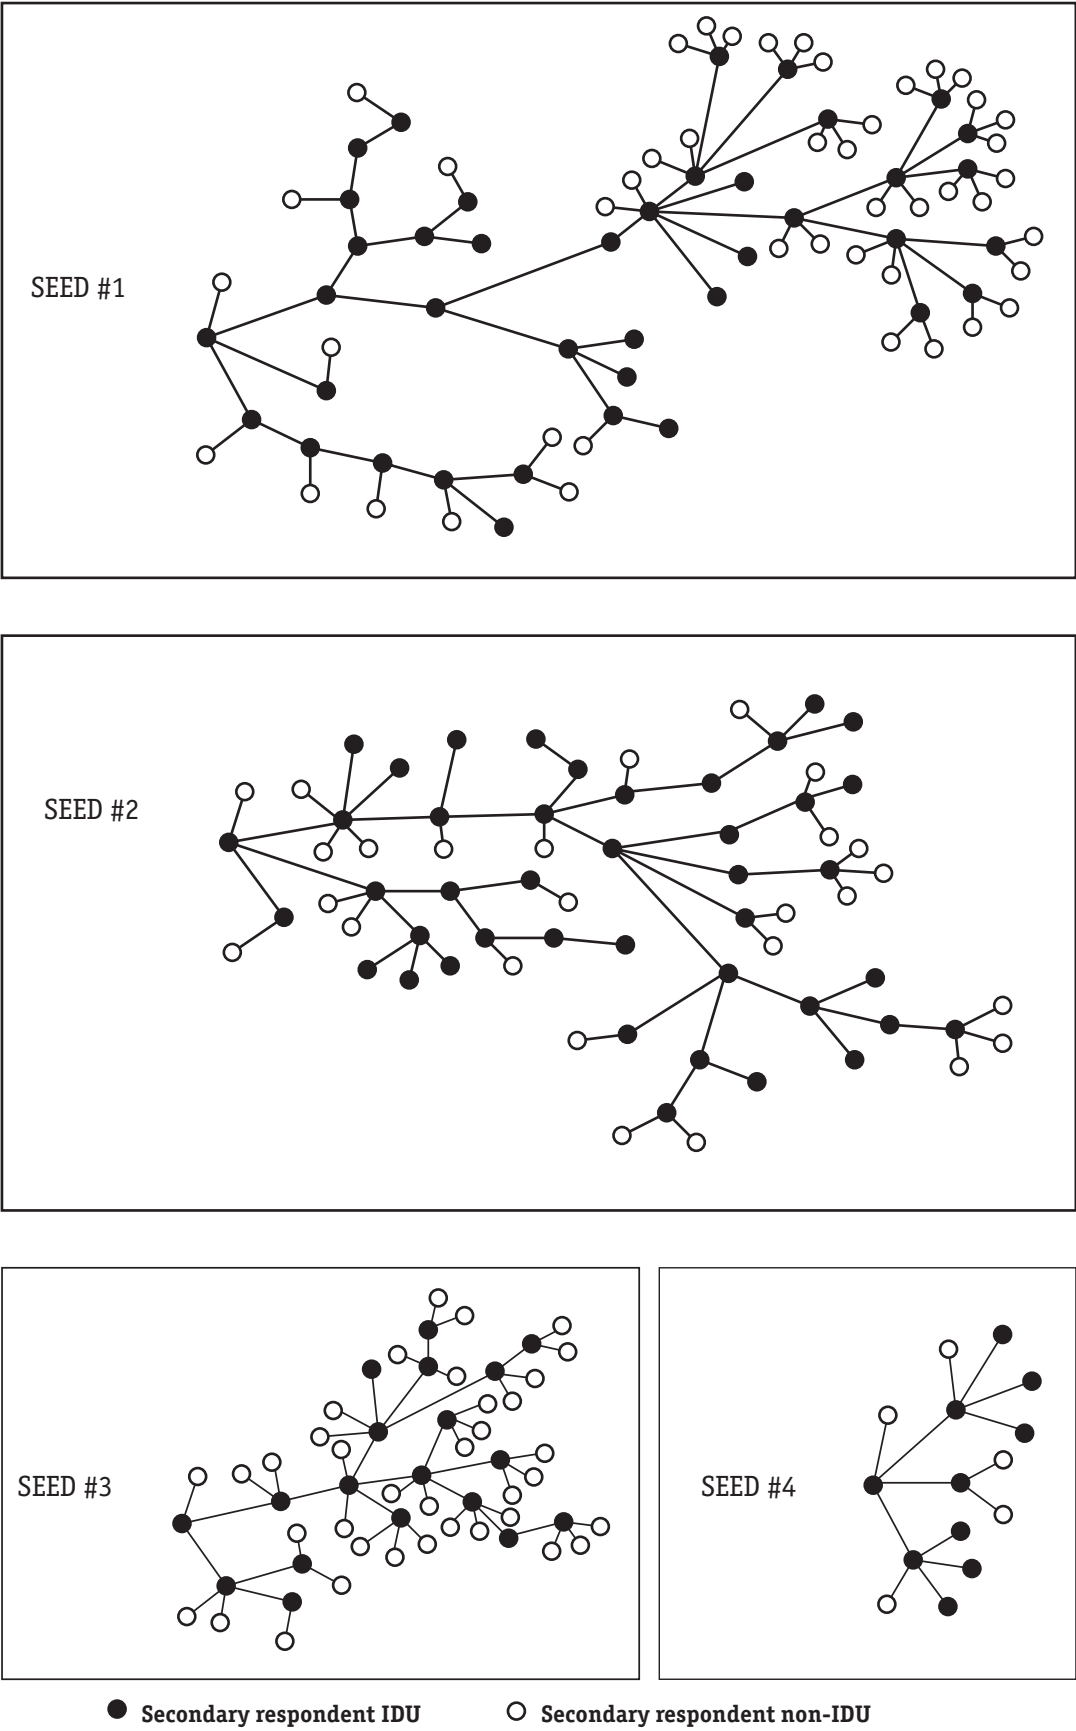 SEED #1
SEED #2
SEED #3
SEED #4
Secondary respondent IDU
Secondary respondent non-IDU